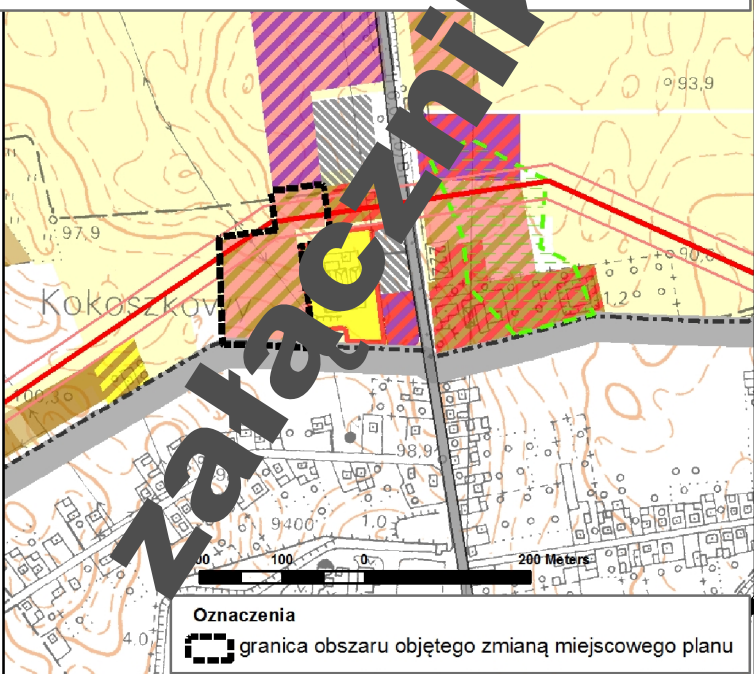 93,9
97,9
90,
Kokoszkowy
1,2
100,3
98,9
9400
1,0
00 100 0 200 Meters
4,0
załącznik
Oznaczenia
granica obszaru objętego zmianą miejscowego planu